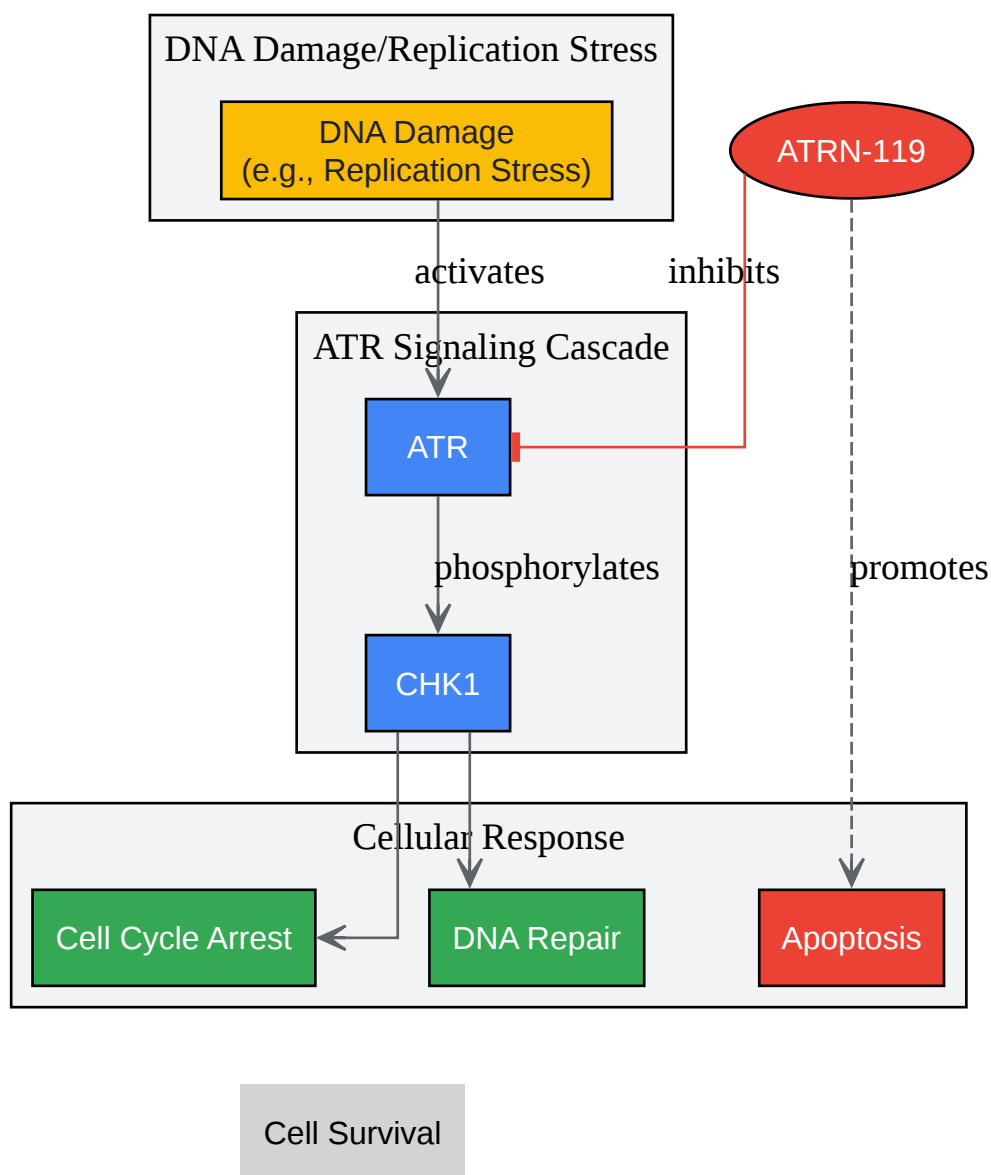 DNA Damage/Replication Stress
DNA Damage
(e.g., Replication Stress)
ATRN-119
activates
inhibits
ATR Signaling Cascade
ATR
phosphorylates
promotes
CHK1
Cellular Response
Cell Cycle Arrest
DNA Repair
Apoptosis
Cell Survival